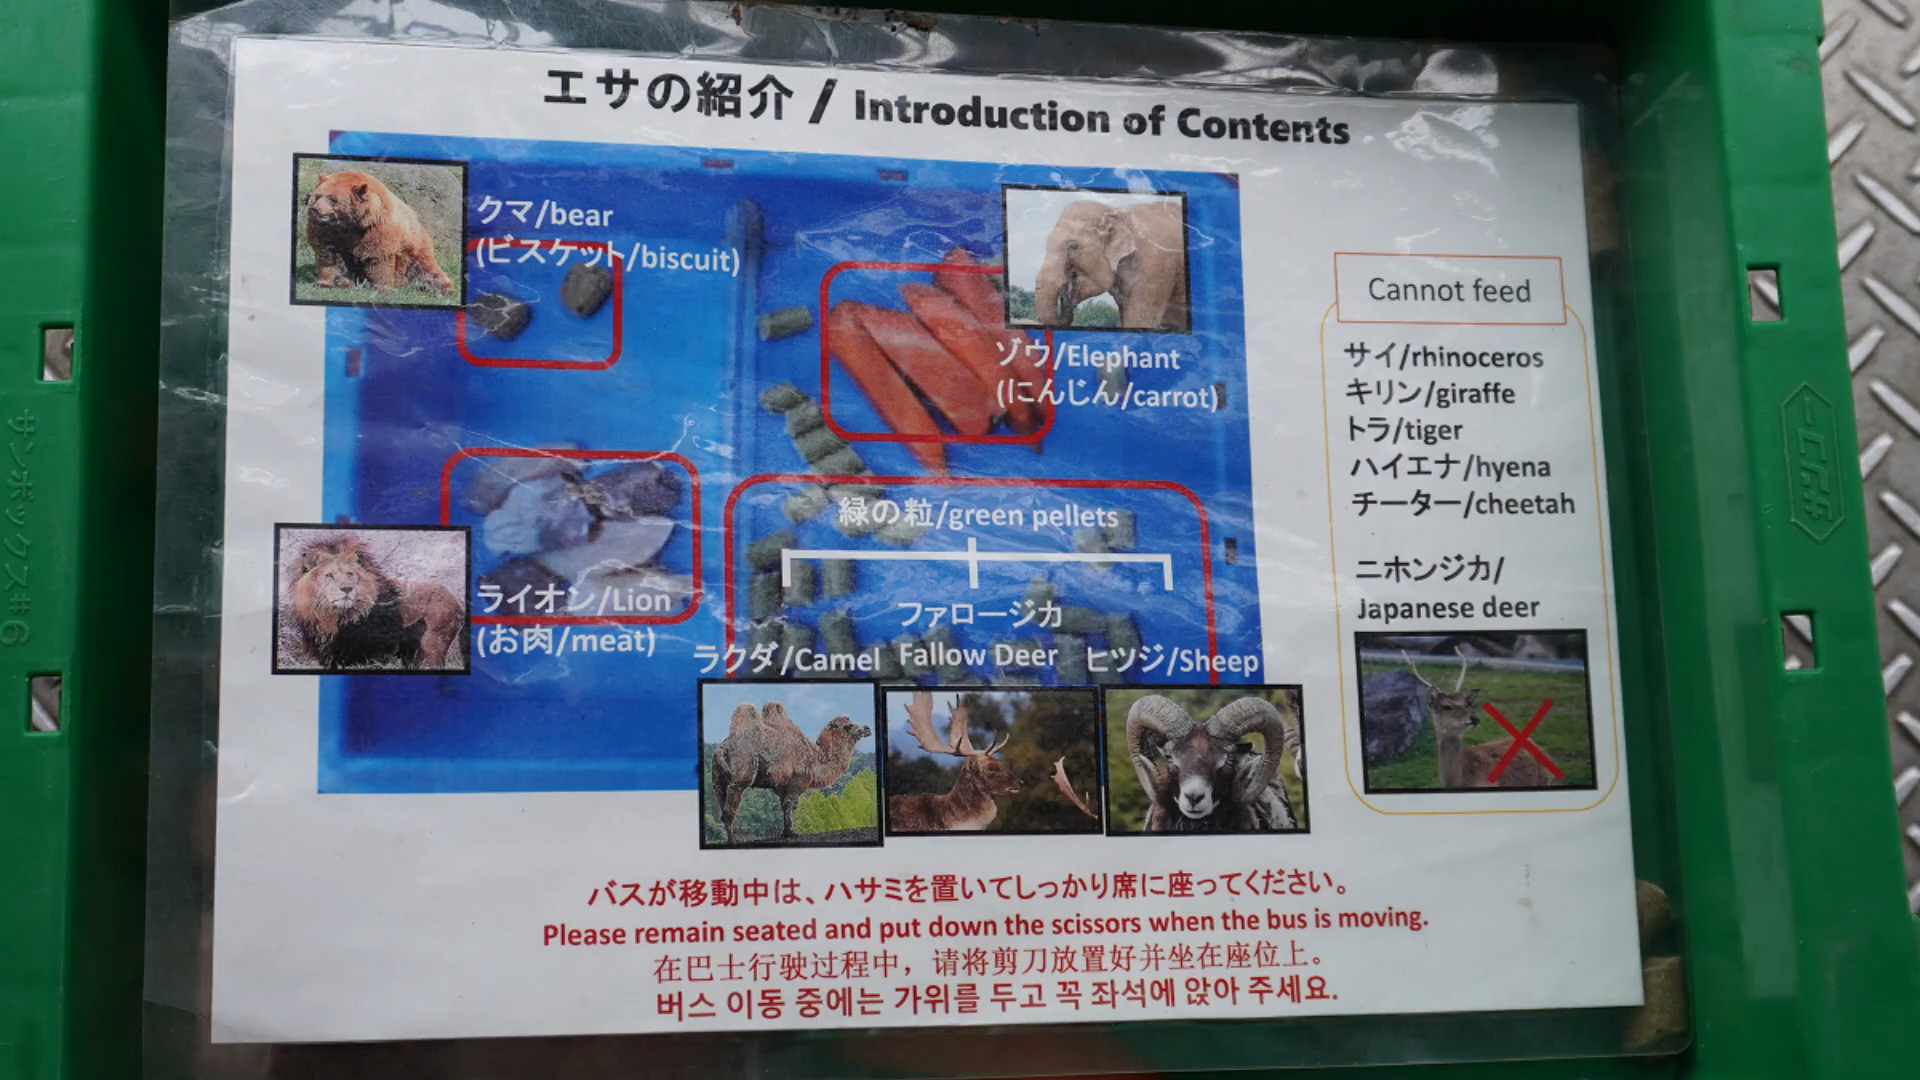 エサの紹介 / Introduction of Contents
クマ/bear
(ビスケット/biscuit)
ゾウ/Elephant
(にんじん/carrot)
ライオン/Lion
(お肉/meat)
緑の粒/green pellets
ラクダ/Camel
ファロージカ
Fallow Deer
ヒツジ/Sheep
Cannot feed
サイ/rhinoceros
キリン/giraffe
トラ/tiger
ハイエナ/hyena
チーター/cheetah
ニホンジカ/
Japanese deer
バスが移動中は、ハサミを置いてしっかり席に座ってください。
Please remain seated and put down the scissors when the bus is moving.
在巴士行驶过程中，请将剪刀放置好并坐在座位上。
버스 이동 중에는 가위를 두고 꼭 좌석에 앉아 주세요.
サンボックス#6